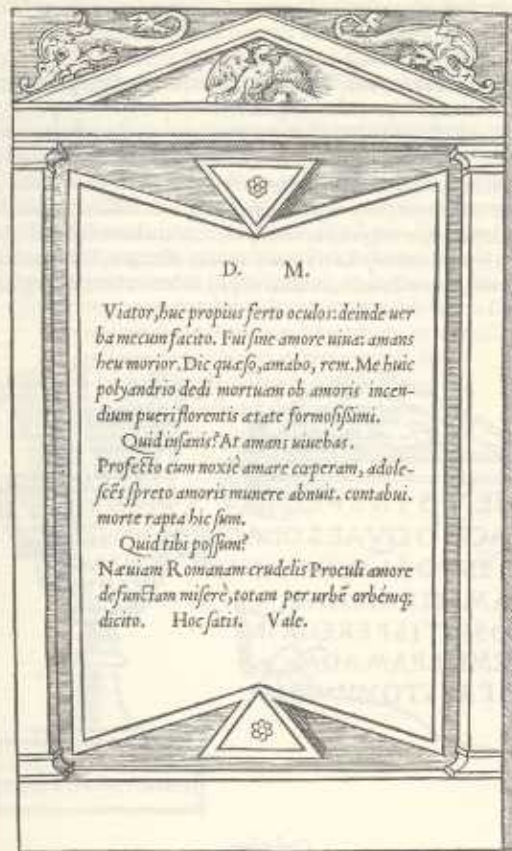 D. M.
Viator, huc propius ferto oculos: deinde uer
ba mecum facito. Fui sine amore uiua: amans
heu morior. Dic quæso, amabo, rem. Me huic
polyandrio dedi mortuam ob amoris incen-
dium pueri florentis ætate formosissimi.
Quid insanis? At amans uiuebas.
Profecto cum noxiè amare cœperam, adole-
scẽs spreto amoris munere abnuit. contabui.
morte rapta hic sum.
Quid tibi possum?
Næuiam Romanam crudelis Proculi amore
defunctam miserè, totam per urbẽ orbémq;
dicito. Hoc satis. Vale.